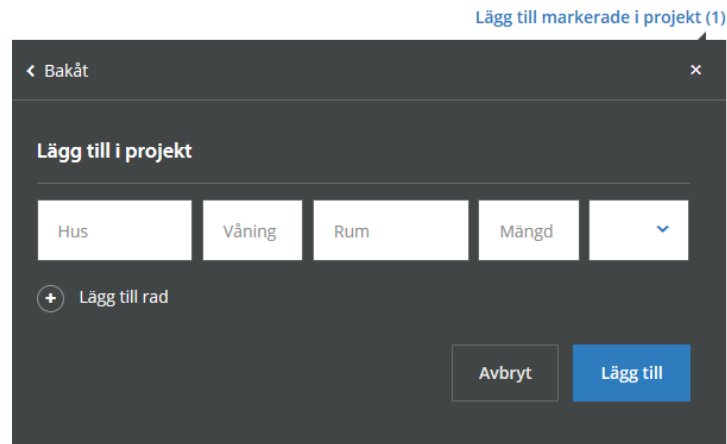 Lägg till markerade i projekt (1)
Bakåt
Lägg till i projekt
Hus Våning Rum Mängd
Lägg till rad
Avbryt Lägg till